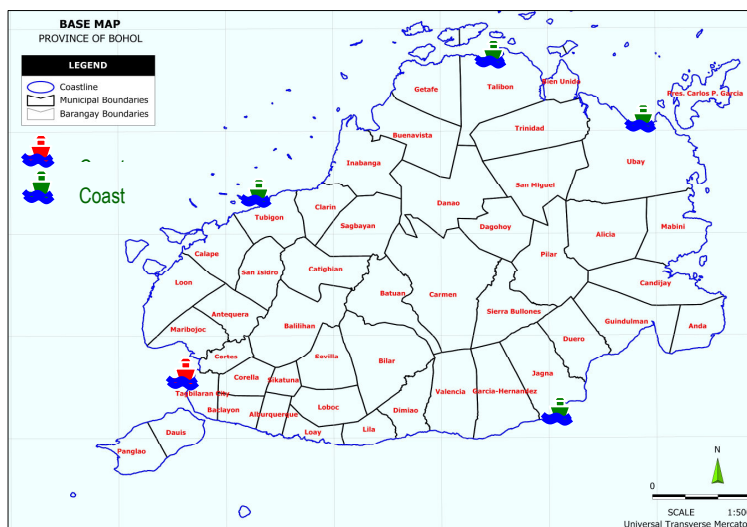 BASE MAP
PROVINCE OF BOHOL
LEGEND
Coastline
Municipal Boundaries
Barangay Boundaries
Coast
Getafe
Talibon
Bien Unido
Pres. Carlos P. Garcia
Buenavista
Trinidad
Inabanga
Ubay
San Miguel
Danao
Clarin
Tubigon
Sagbayan
Dagohoy
Alicia
Mabini
Calape
Pilar
San Isidro
Catigbian
Loon
Batuan
Carmen
Candijay
Antequera
Sierra Bullones
Guindulman
Anda
Maribojoc
Balilihan
Duero
Cortes
Sevilla
Bilar
Jagna
Corella
Sikatuna
Valencia
Garcia-Hernandez
Tagbilaran City
Baclayon
Alburquerque
Loboc
Dimiao
Loay
Lila
Dauis
Panglao
N
0
SCALE 1:500
Universal Transverse Mercato